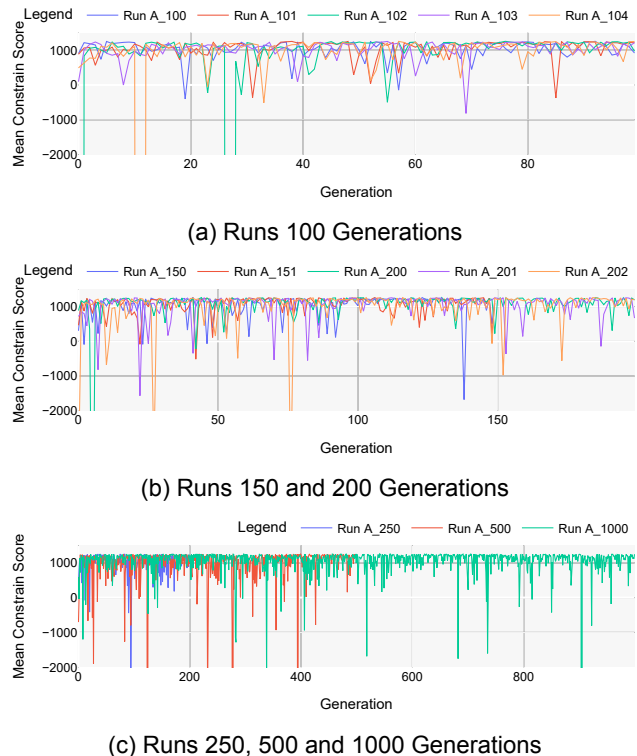 Legend Run A_100 Run A_101 Run A_102 Run A_103 Run A_104
Mean Constrain Score
1000
0
−1000
−2000
0 20 40 60 80
Generation
(a) Runs 100 Generations
Legend Run A_150 Run A_151 Run A_200 Run A_201 Run A_202
Mean Constrain Score
1000
0
−1000
−2000
0 50 100 150
Generation
(b) Runs 150 and 200 Generations
Legend Run A_250 Run A_500 Run A_1000
Mean Constrain Score
1000
0
−1000
−2000
0 200 400 600 800
Generation
(c) Runs 250, 500 and 1000 Generations